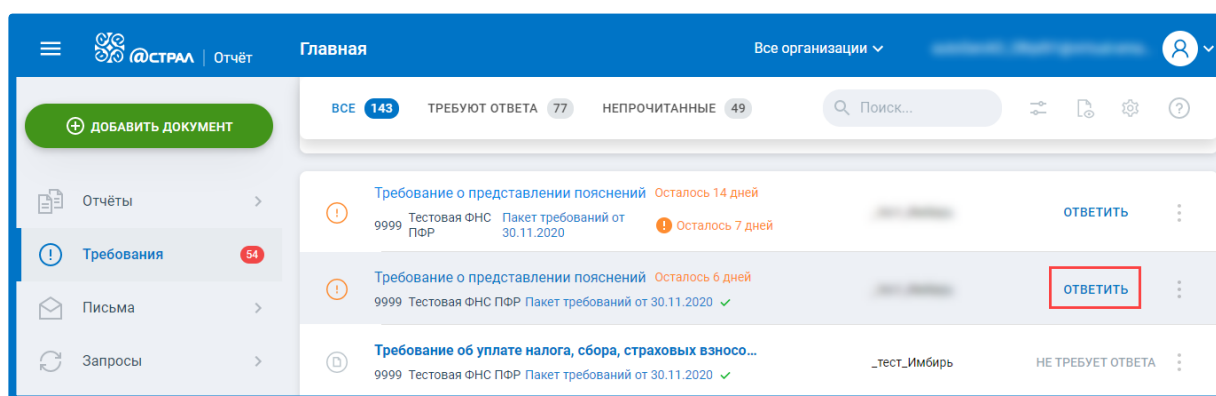 @СТРАЛ | Отчёт
Главная
Все организации
ДОБАВИТЬ ДОКУМЕНТ
ВСЕ 143 ТРЕБУЮТ ОТВЕТА 77 НЕПРОЧИТАННЫЕ 49
Поиск...
Отчёты
Требования 54
Письма
Запросы
Требование о представлении пояснений Осталось 14 дней
9999 Тестовая ФНС ПФР Пакет требований от 30.11.2020 Осталось 7 дней
ОТВЕТИТЬ
Требование о представлении пояснений Осталось 6 дней
9999 Тестовая ФНС ПФР Пакет требований от 30.11.2020
ОТВЕТИТЬ
Требование об уплате налога, сбора, страховых взносо...
9999 Тестовая ФНС ПФР Пакет требований от 30.11.2020
_тест_Имбирь
НЕ ТРЕБУЕТ ОТВЕТА